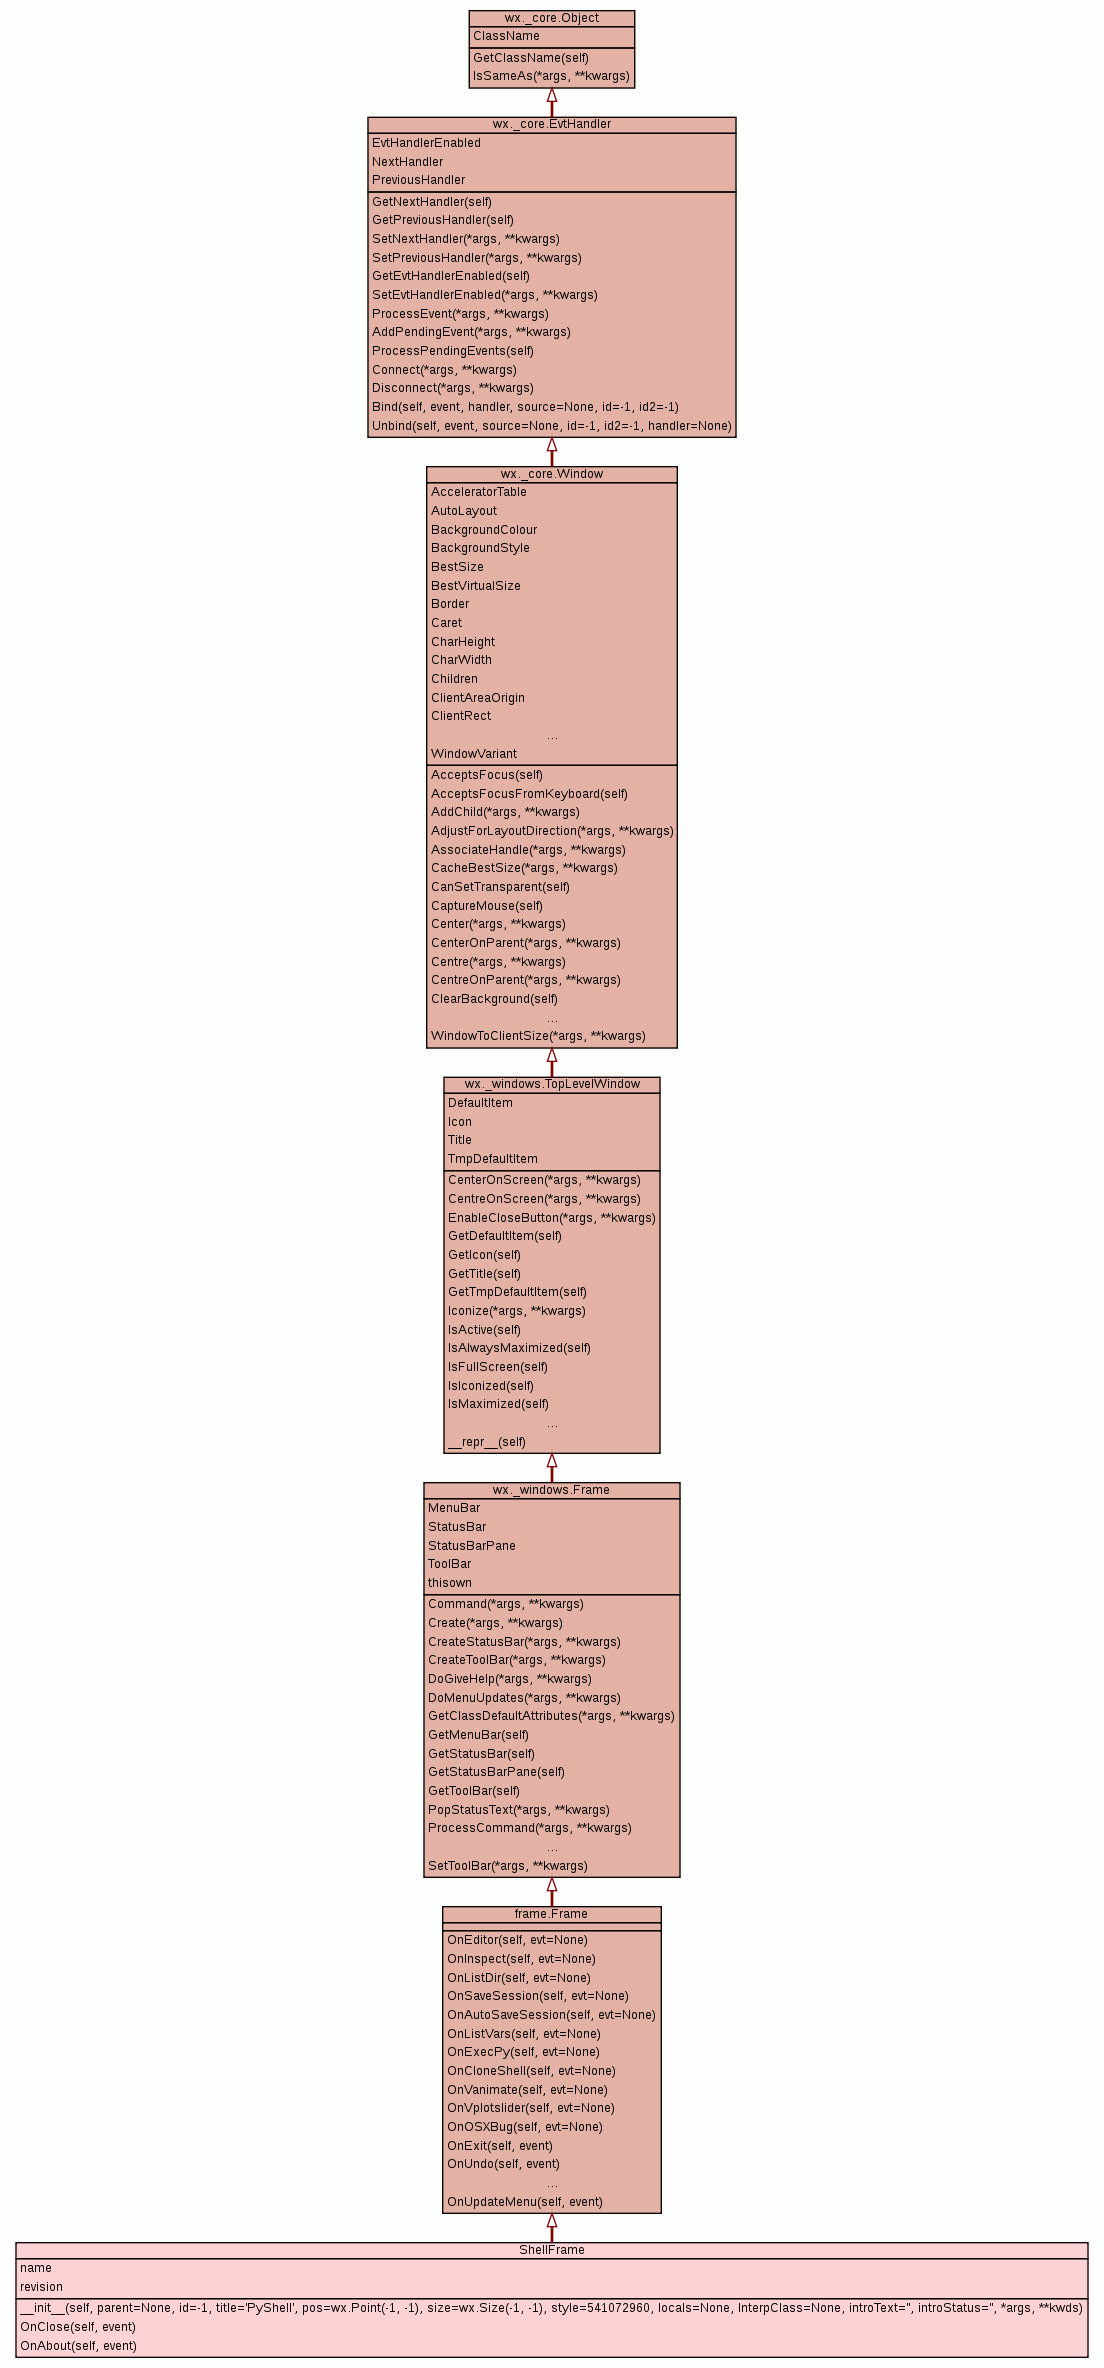 wx._core.Object
ClassName
GetClassName(self)
IsSameAs(*args, **kwargs)
wx._core.EvtHandler
EvtHandlerEnabled
NextHandler
PreviousHandler
GetNextHandler(self)
GetPreviousHandler(self)
SetNextHandler(*args, **kwargs)
SetPreviousHandler(*args, **kwargs)
GetEvtHandlerEnabled(self)
SetEvtHandlerEnabled(*args, **kwargs)
ProcessEvent(*args, **kwargs)
AddPendingEvent(*args, **kwargs)
ProcessPendingEvents(self)
Connect(*args, **kwargs)
Disconnect(*args, **kwargs)
Bind(self, event, handler, source=None, id=-1, id2=-1)
Unbind(self, event, source=None, id=-1, id2=-1, handler=None)
wx._core.Window
AcceleratorTable
AutoLayout
BackgroundColour
BackgroundStyle
BestSize
BestVirtualSize
Border
Caret
CharHeight
CharWidth
Children
ClientAreaOrigin
ClientRect
...
WindowVariant
AcceptsFocus(self)
AcceptsFocusFromKeyboard(self)
AddChild(*args, **kwargs)
AdjustForLayoutDirection(*args, **kwargs)
AssociateHandle(*args, **kwargs)
CacheBestSize(*args, **kwargs)
CanSetTransparent(self)
CaptureMouse(self)
Center(*args, **kwargs)
CenterOnParent(*args, **kwargs)
Centre(*args, **kwargs)
CentreOnParent(*args, **kwargs)
ClearBackground(self)
...
WindowToClientSize(*args, **kwargs)
wx._windows.TopLevelWindow
DefaultItem
Icon
Title
TmpDefaultItem
CenterOnScreen(*args, **kwargs)
CentreOnScreen(*args, **kwargs)
EnableCloseButton(*args, **kwargs)
GetDefaultItem(self)
GetIcon(self)
GetTitle(self)
GetTmpDefaultItem(self)
Iconize(*args, **kwargs)
IsActive(self)
IsAlwaysMaximized(self)
IsFullScreen(self)
IsIconized(self)
IsMaximized(self)
...
__repr__(self)
wx._windows.Frame
MenuBar
StatusBar
StatusBarPane
ToolBar
thisown
Command(*args, **kwargs)
Create(*args, **kwargs)
CreateStatusBar(*args, **kwargs)
CreateToolBar(*args, **kwargs)
DoGiveHelp(*args, **kwargs)
DoMenuUpdates(*args, **kwargs)
GetClassDefaultAttributes(*args, **kwargs)
GetMenuBar(self)
GetStatusBar(self)
GetStatusBarPane(self)
GetToolBar(self)
PopStatusText(*args, **kwargs)
ProcessCommand(*args, **kwargs)
...
SetToolBar(*args, **kwargs)
frame.Frame
OnEditor(self, evt=None)
OnInspect(self, evt=None)
OnListDir(self, evt=None)
OnSaveSession(self, evt=None)
OnAutoSaveSession(self, evt=None)
OnListVars(self, evt=None)
OnExecPy(self, evt=None)
OnCloneShell(self, evt=None)
OnVanimate(self, evt=None)
OnVplotslider(self, evt=None)
OnOSXBug(self, evt=None)
OnExit(self, event)
OnUndo(self, event)
...
OnUpdateMenu(self, event)
ShellFrame
name
revision
__init__(self, parent=None, id=-1, title='PyShell', pos=wx.Point(-1, -1), size=wx.Size(-1, -1), style=541072960, locals=None, InterpClass=None, introText='', introStatus='', *args, **kwds)
OnClose(self, event)
OnAbout(self, event)